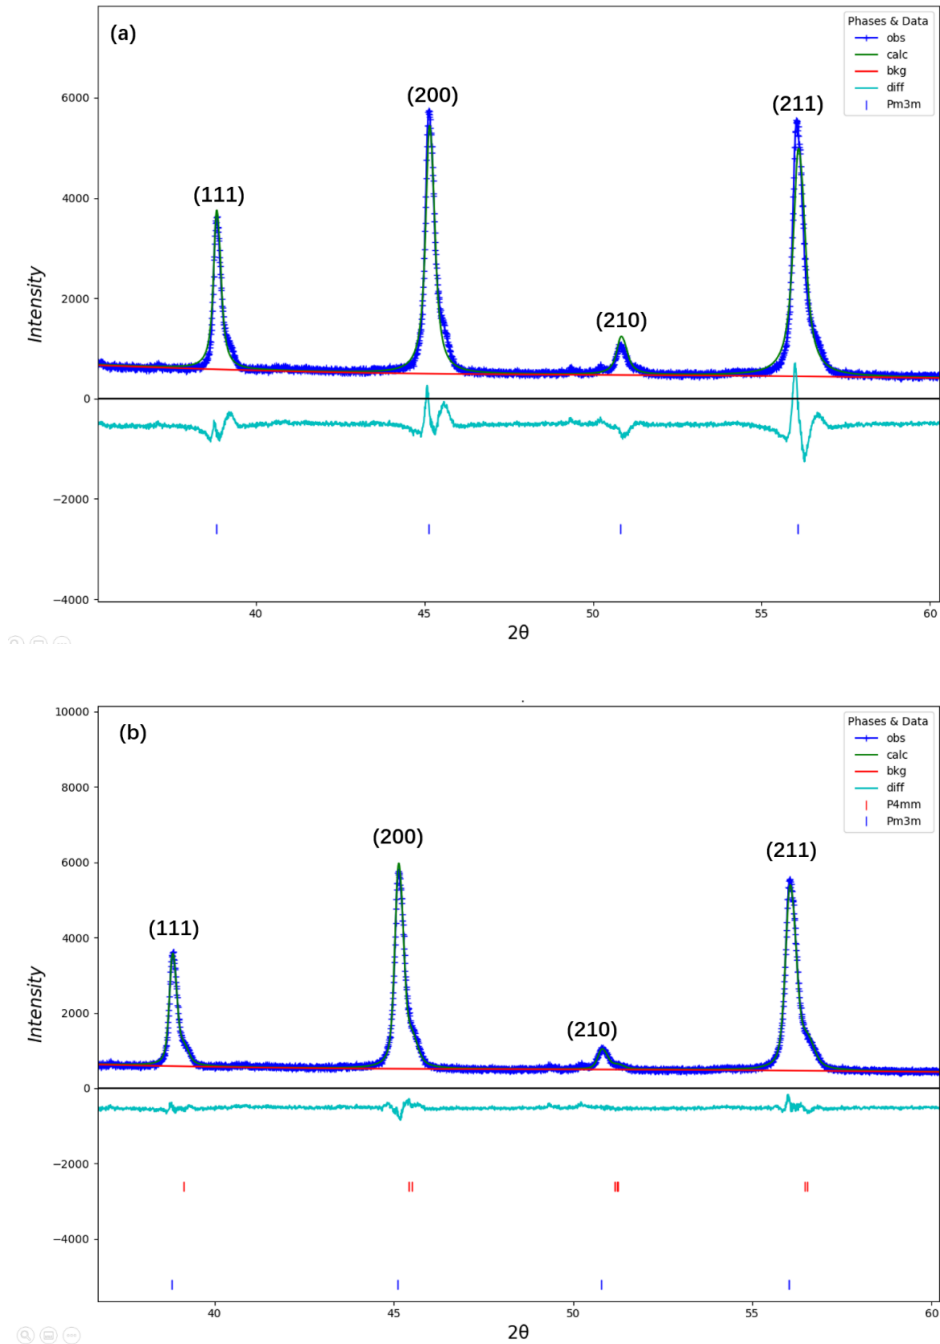 (a)
Phases & Data
obs
calc
bkg
diff
Pm3m
(111)
(200)
(210)
(211)
6000
4000
2000
0
−2000
−4000
Intensity
40
45
50
55
60
2θ
(b)
Phases & Data
obs
calc
bkg
diff
P4mm
Pm3m
(111)
(200)
(210)
(211)
10000
8000
6000
4000
2000
0
−2000
−4000
Intensity
40
45
50
55
60
2θ